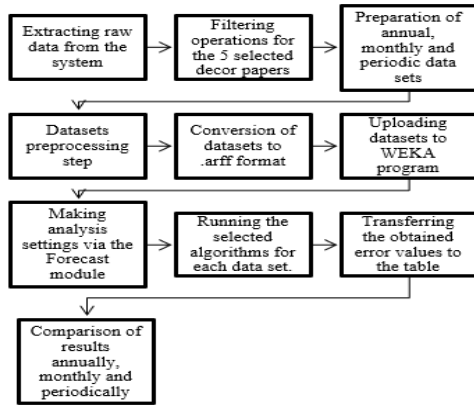 Extracting raw
data from the
system
Filtering
operations for
the 5 selected
decor papers
Preparation of
annual,
monthly and
periodic data
sets
Datasets
preprocessing
step
Conversion of
datasets to
.arff format
Uploading
datasets to
WEKA
program
Making
analysis
settings via the
Forecast
module
Running the
selected
algorithms for
each data set.
Transferring
the obtained
error values to
the table
Comparison of
results
annually,
monthly and
periodically